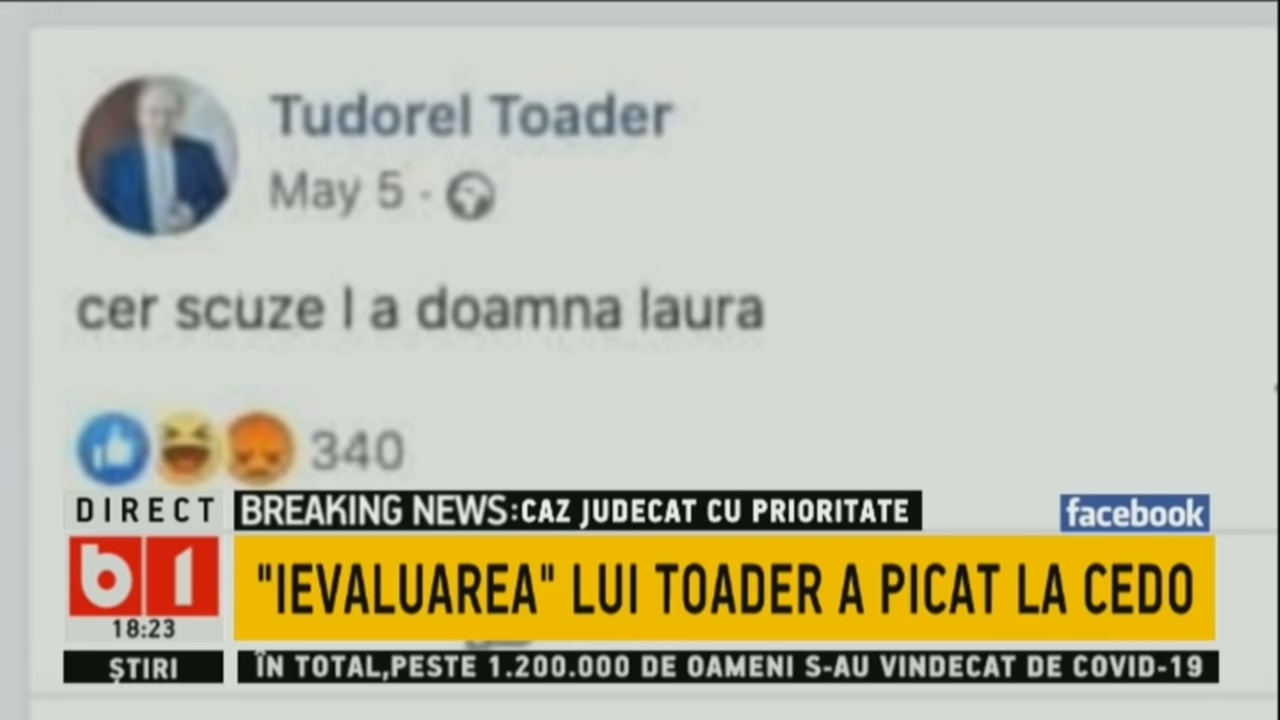 Tudorel Toader
May 5 ·
cer scuze l a doamna laura
340
DIRECT
BREAKING NEWS:CAZ JUDECAT CU PRIORITATE
facebook
b1
"IEVALUAREA" LUI TOADER A PICAT LA CEDO
18:23
ȘTIRI
ÎN TOTAL,PESTE 1.200.000 DE OAMENI S-AU VINDECAT DE COVID-19